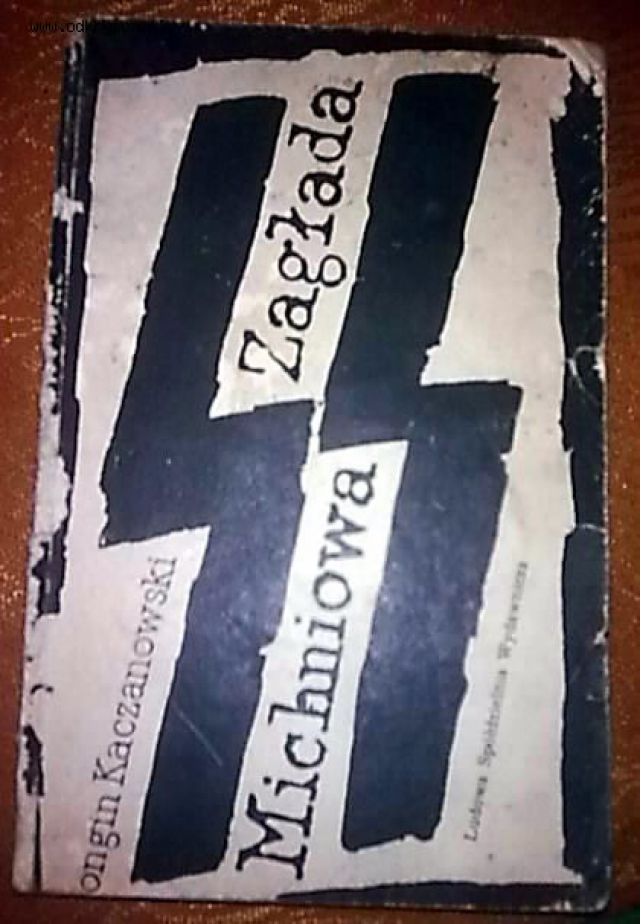 ongin Kaczanowski
Zagłada
Michniowa
Ludowa Spółdzielnia Wydawnicza